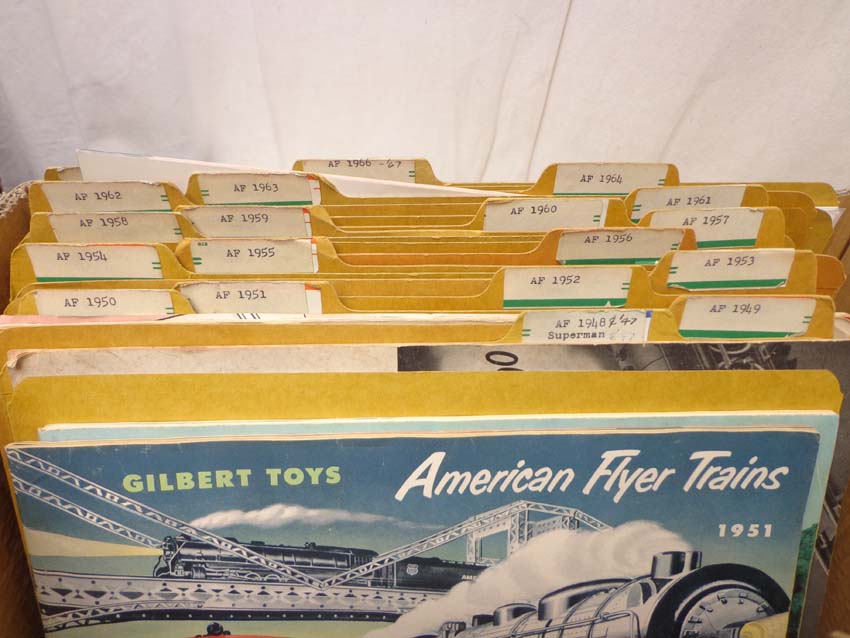 AF 1966 -'67
AF 1964
AF 1962
AF 1963
AF 1961
AF 1958
AF 1959
AF 1960
AF 1957
AF 1954
AF 1955
AF 1956
AF 1953
AF 1950
AF 1951
AF 1952
AF 1949
AF 1948 & '47
Superman
GILBERT TOYS
American Flyer Trains
1951